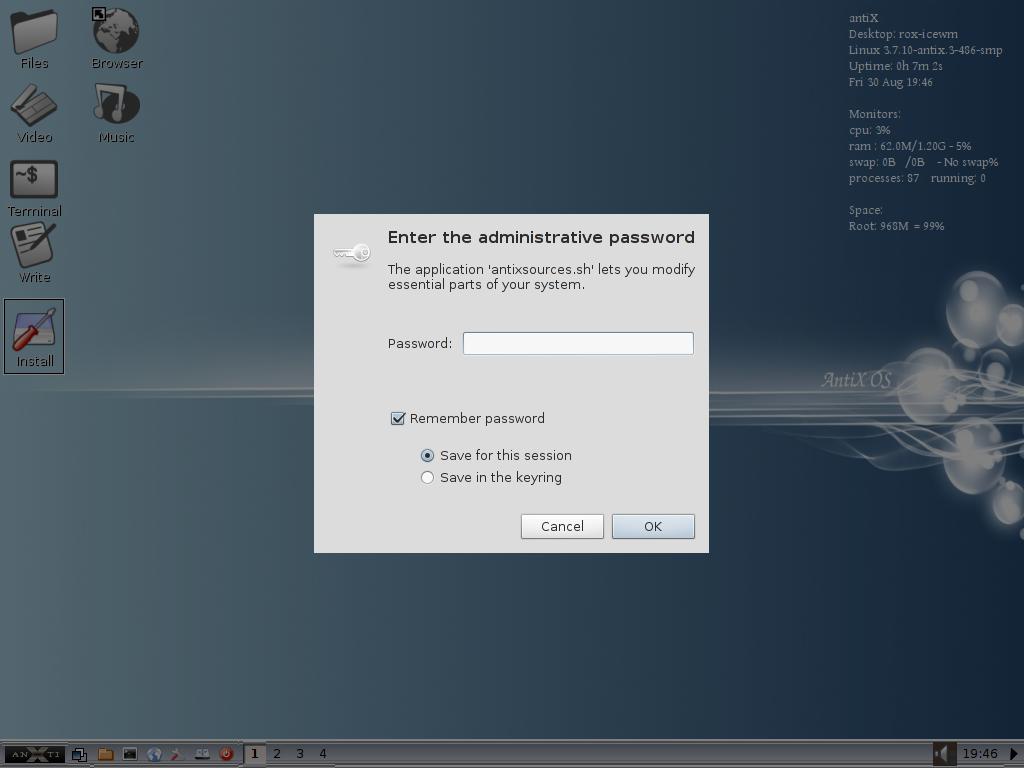 Files
Browser
Video
Music
~$
Terminal
Write
Install
antiX
Desktop: rox-icewm
Linux 3.7.10-antix.3-486-smp
Uptime: 0h 7m 2s
Fri 30 Aug 19:46
Monitors:
cpu: 3%
ram : 62.0M/1.20G - 5%
swap: 0B /0B - No swap%
processes: 87 running: 0
Space:
Root: 968M = 99%
Enter the administrative password
The application 'antixsources.sh' lets you modify
essential parts of your system.
Password:
Remember password
Save for this session
Save in the keyring
Cancel OK
AntiX OS
ANTI X
1 2 3 4
19:46